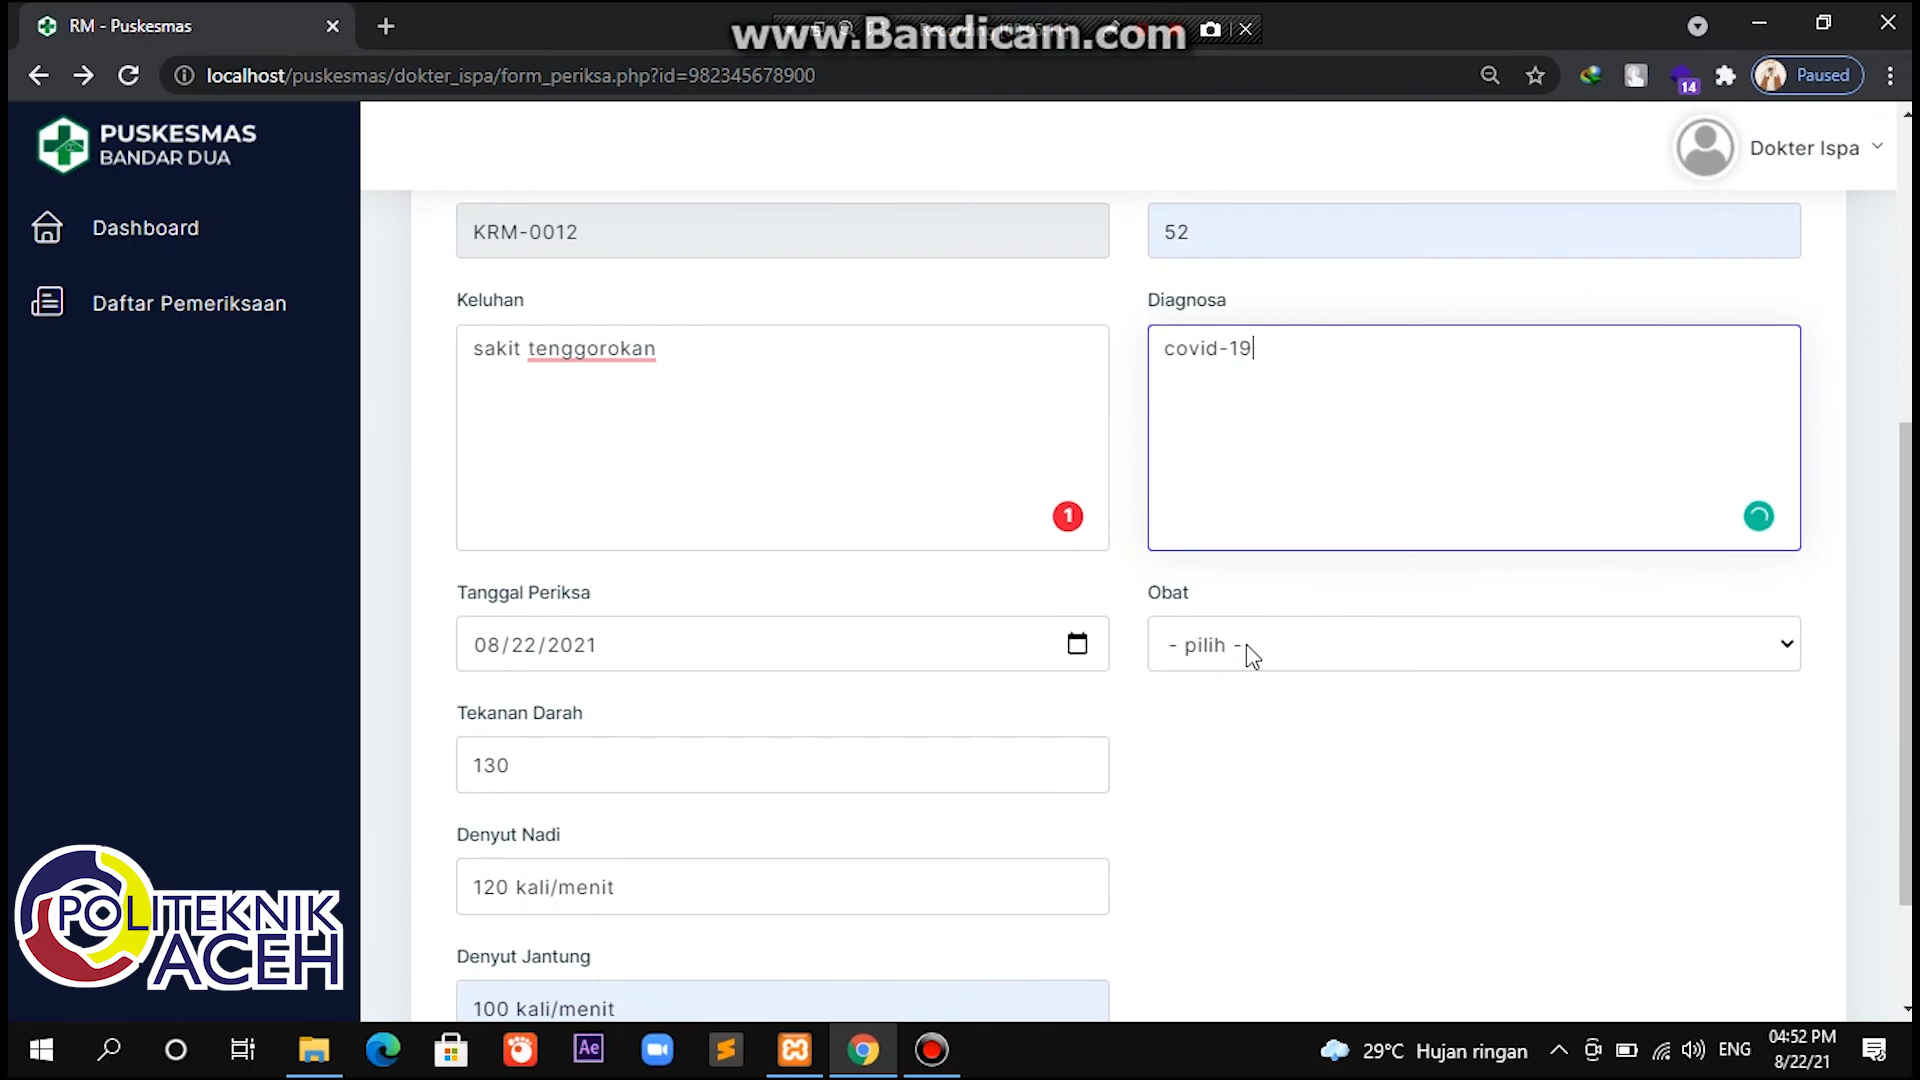 RM - Puskesmas
www.Bandicam.com
localhost/puskesmas/dokter_ispa/form_periksa.php?id=982345678900
14
Paused
PUSKESMAS
BANDAR DUA
Dokter Ispa
Dashboard
Daftar Pemeriksaan
KRM-0012
52
Keluhan
Diagnosa
sakit tenggorokan
covid-19
1
Tanggal Periksa
Obat
08/22/2021
- pilih -
Tekanan Darah
130
Denyut Nadi
120 kali/menit
Denyut Jantung
100 kali/menit
POLITEKNIK
ACEH
Ae
29°C Hujan ringan
ENG
04:52 PM
8/22/21